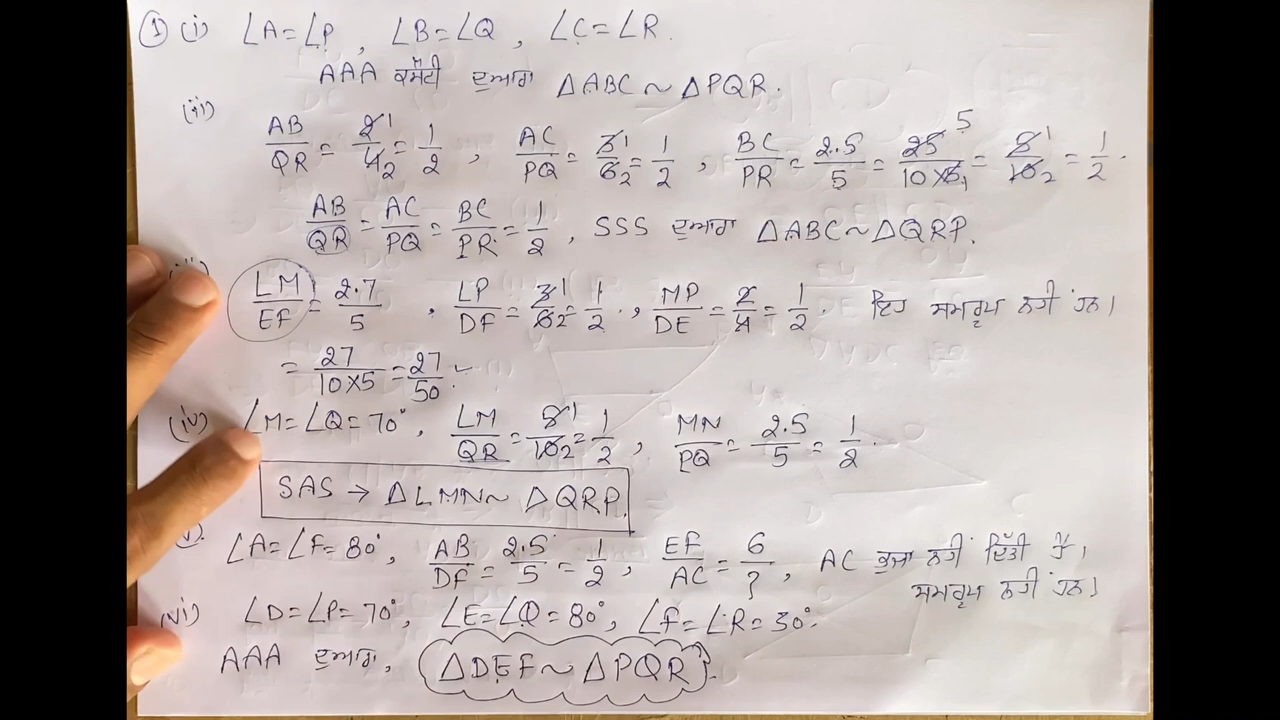 ① (i) ∠A=∠P , ∠B=∠Q , ∠C=∠R.
AAA ਕਸੌਟੀ ਦੁਆਰਾ ΔABC ~ ΔPQR.
(ii) AB/QR = 2/4 = 1/2 , AC/PQ = 3/6 = 1/2 , BC/PR = 2.5/5 = 25/10×5 = 5/10 = 1/2 .
AB/QR = AC/PQ = BC/PR = 1/2 , SSS ਦੁਆਰਾ ΔABC ~ ΔQRP.
LM/EF = 2.7/5 , LP/DF = 3/6 = 1/2 , MP/DE = 2/4 = 1/2 . ਇਹ ਸਮਰੂਪ ਨਹੀਂ ਹਨ।
= 27/10×5 = 27/50
(iv) ∠M=∠Q=70°, LM/QR = 5/10 = 1/2 , MN/PQ = 2.5/5 = 1/2 .
SAS → ΔLMN ~ ΔQRP.
v. ∠A=∠F=80°, AB/DF = 2.5/5 = 1/2 , EF/AC = 6/? , AC ਭੁਜਾ ਨਹੀਂ ਦਿੱਤੀ ਹੈ।
ਸਮਰੂਪ ਨਹੀਂ ਹਨ।
(vi) ∠D=∠P=70°, ∠E=∠Q=80°, ∠F=∠R=30°.
AAA ਦੁਆਰਾ, ΔDEF ~ ΔPQR.